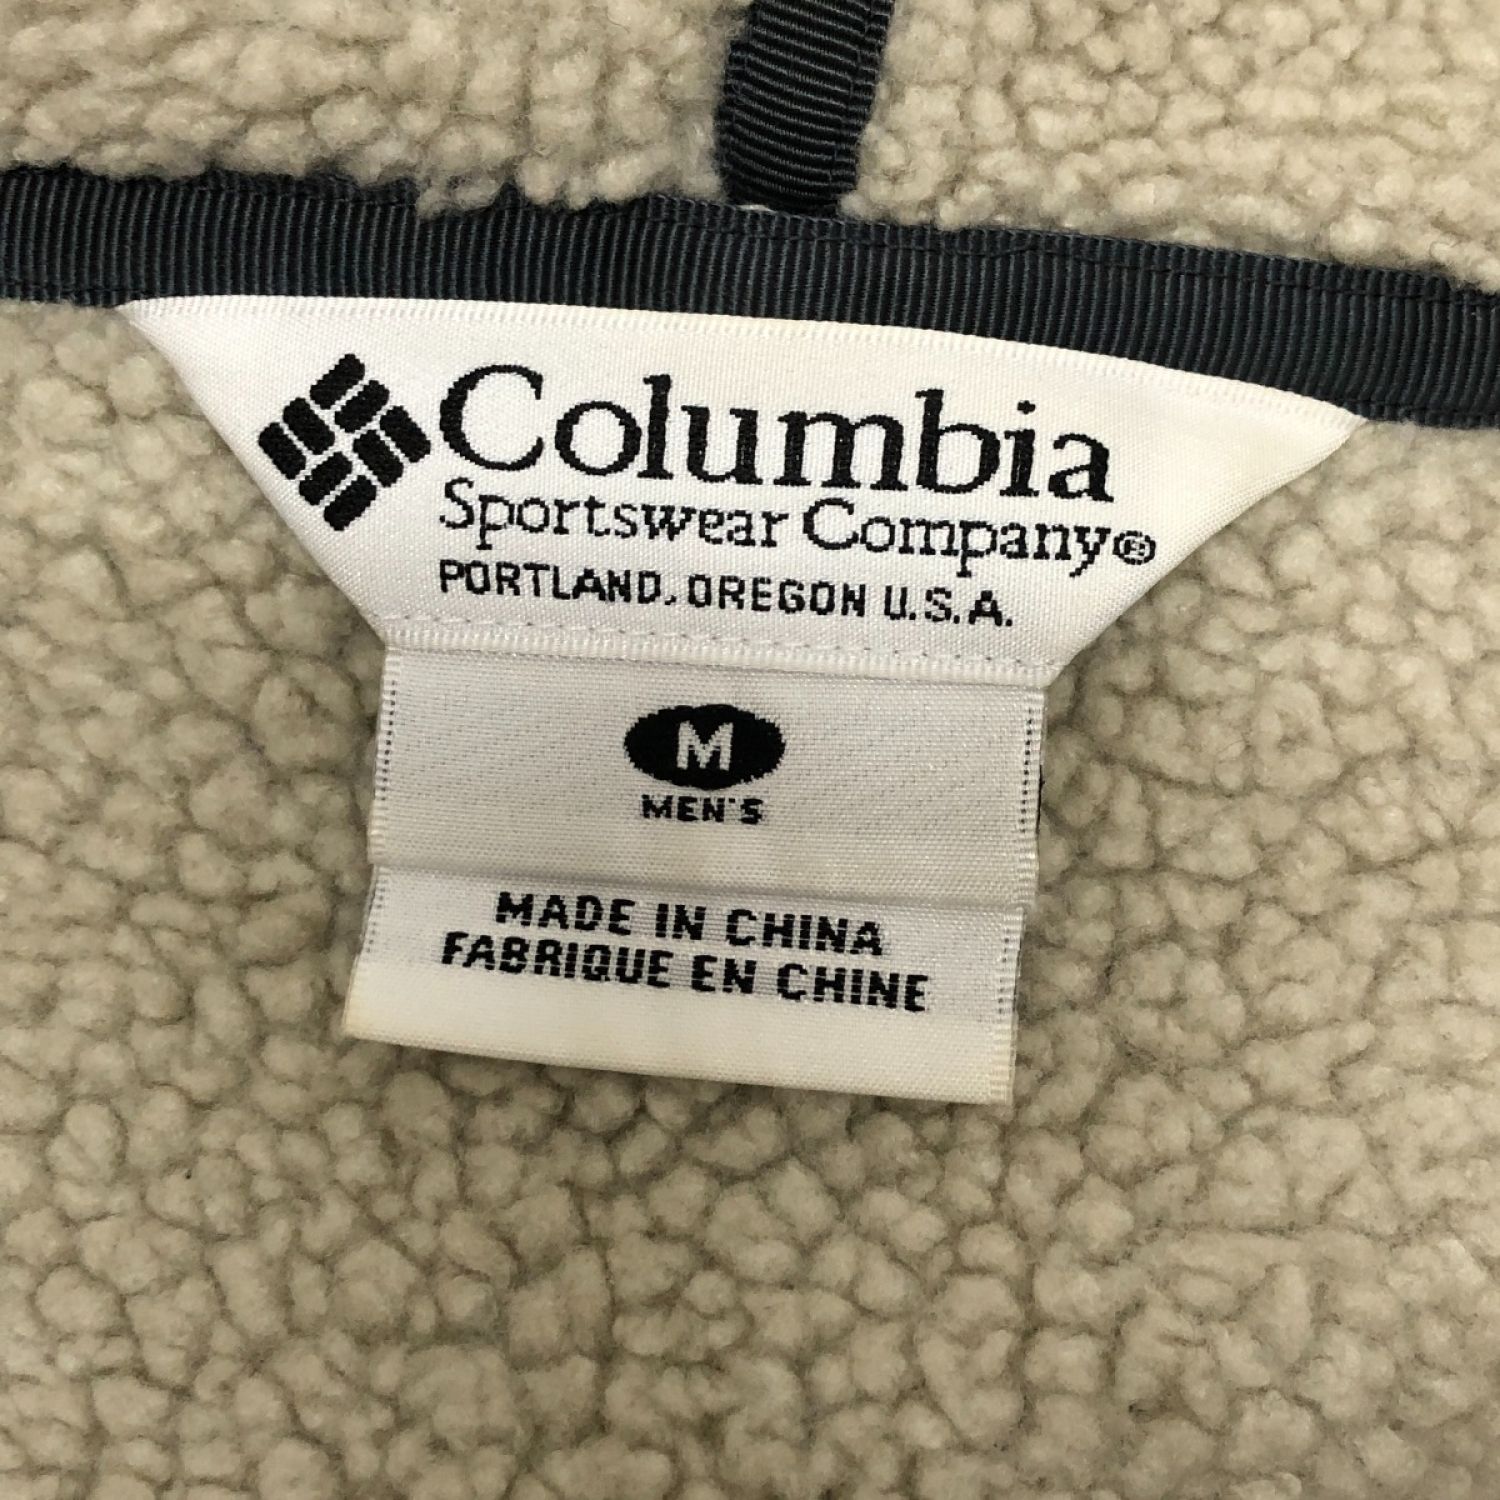 Columbia
Sportswear Company®
PORTLAND, OREGON U.S.A.
M
MEN'S
MADE IN CHINA
FABRIQUE EN CHINE